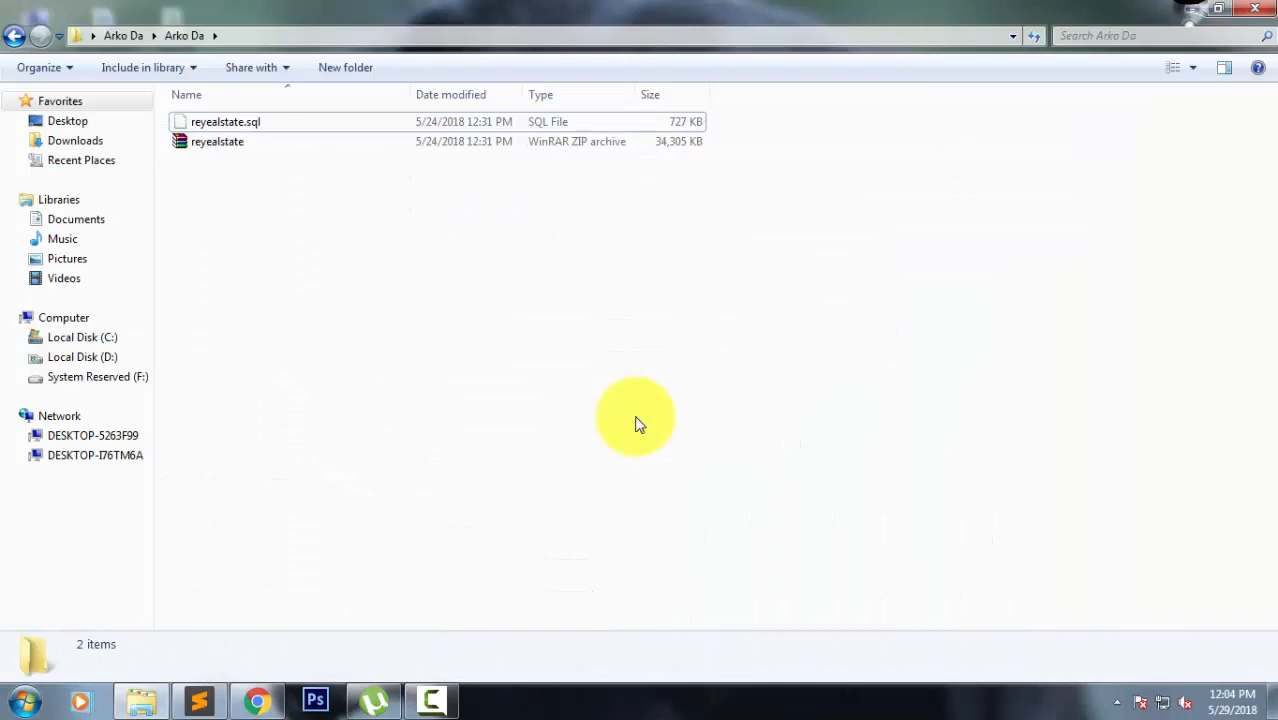 Arko Da Arko Da
Search Arko Da
Organize Include in library Share with New folder
Favorites
Desktop
Downloads
Recent Places
Libraries
Documents
Music
Pictures
Videos
Computer
Local Disk (C:)
Local Disk (D:)
System Reserved (F:)
Network
DESKTOP-5263F99
DESKTOP-I76TM6A
Name Date modified Type Size
reyealstate.sql 5/24/2018 12:31 PM SQL File 727 KB
reyealstate 5/24/2018 12:31 PM WinRAR ZIP archive 34,305 KB
2 items
Ps
12:04 PM
5/29/2018